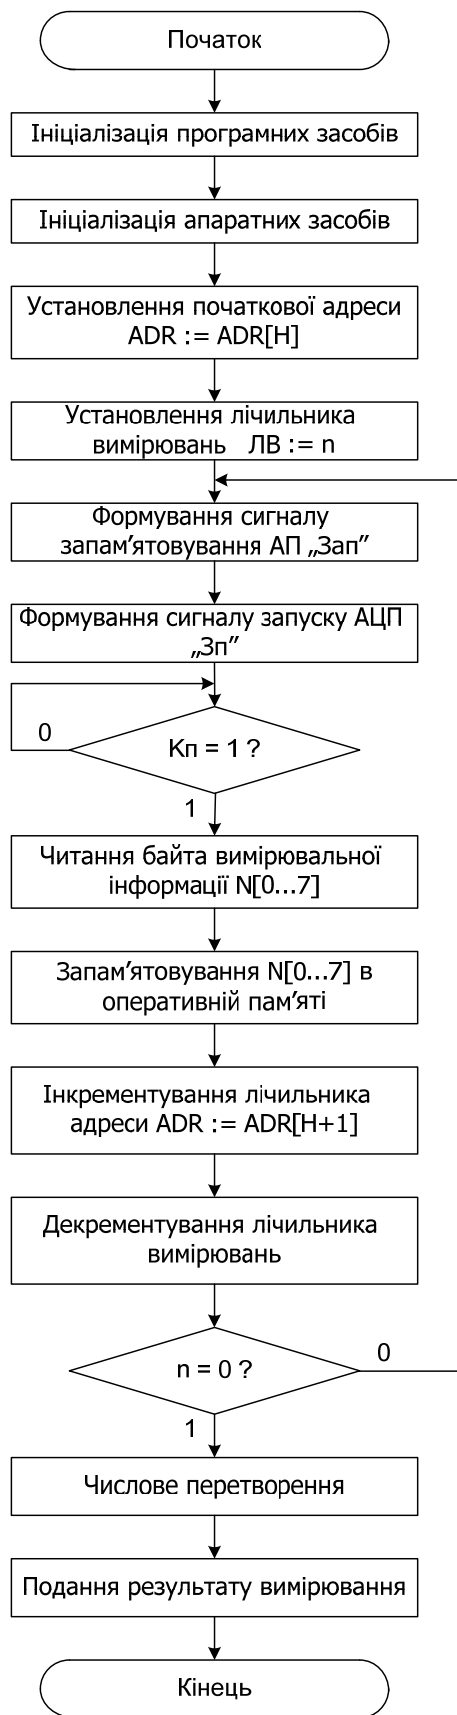 Початок
Ініціалізація програмних засобів
Ініціалізація апаратних засобів
Установлення початкової адреси
ADR := ADR[H]
Установлення лічильника
вимірювань ЛВ := n
Формування сигналу
запам’ятовування АП „Зап”
Формування сигналу запуску АЦП
„Зп”
0
Кп = 1 ?
1
Читання байта вимірювальної
інформації N[0...7]
Запам’ятовування N[0...7] в
оперативній пам’яті
Інкрементування лічильника
адреси ADR := ADR[H+1]
Декрементування лічильника
вимірювань
n = 0 ?
0
1
Числове перетворення
Подання результату вимірювання
Кінець